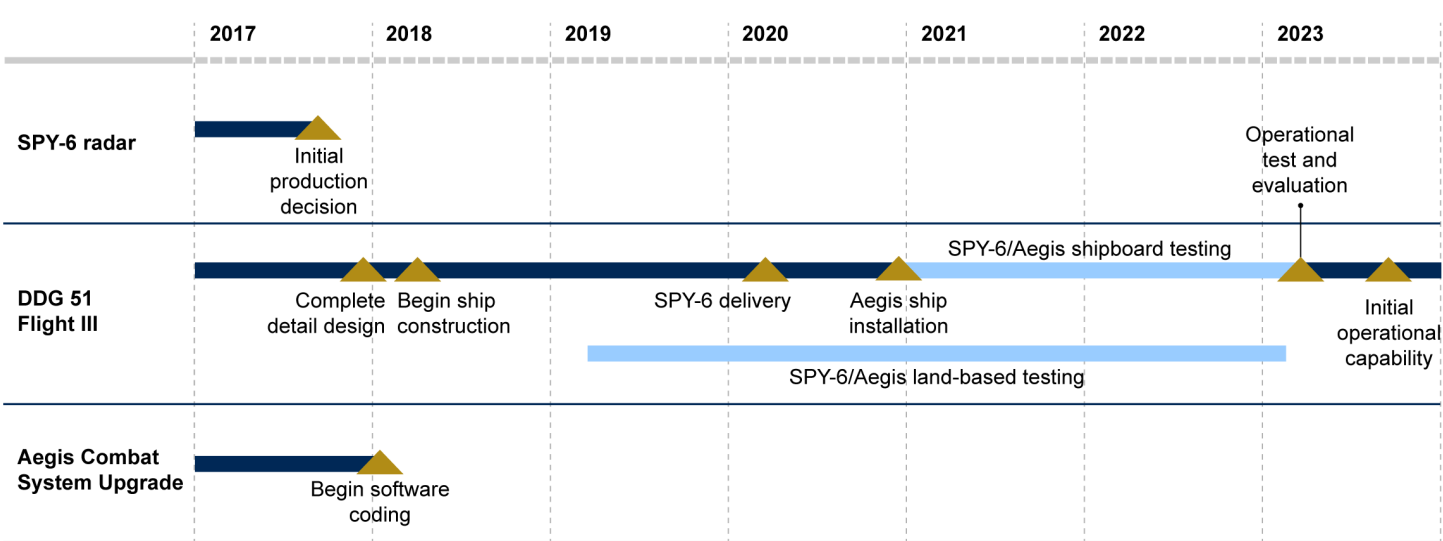 2017
2018
2019
2020
2021
2022
2023
SPY-6 radar
Initial
production
decision
Operational
test and
evaluation
DDG 51
Flight III
SPY-6/Aegis shipboard testing
Complete
detail design
Begin ship
construction
SPY-6 delivery
Aegis ship
installation
Initial
operational
capability
SPY-6/Aegis land-based testing
Aegis Combat
System Upgrade
Begin software
coding